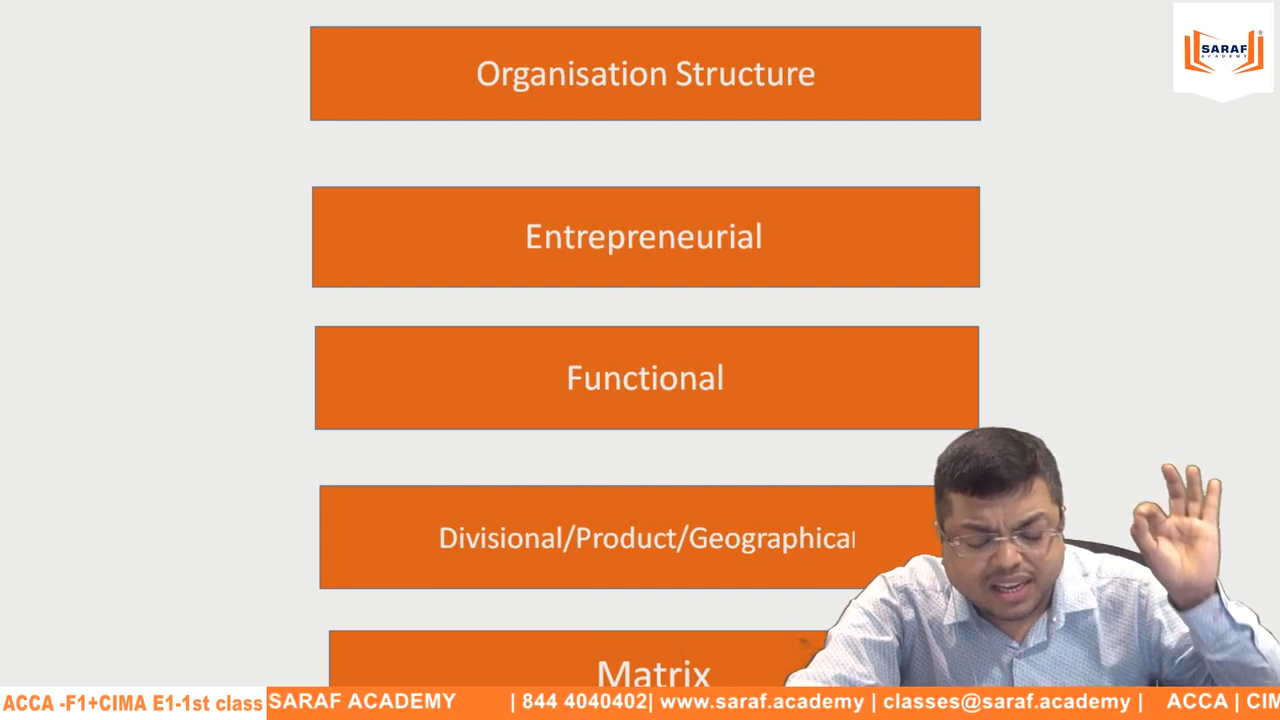 Organisation Structure
SARAF
ACADEMY
Entrepreneurial
Functional
Divisional/Product/Geographical
Matrix
ACCA -F1+CIMA E1-1st class
SARAF ACADEMY | 844 4040402| www.saraf.academy | classes@saraf.academy | ACCA | CIM